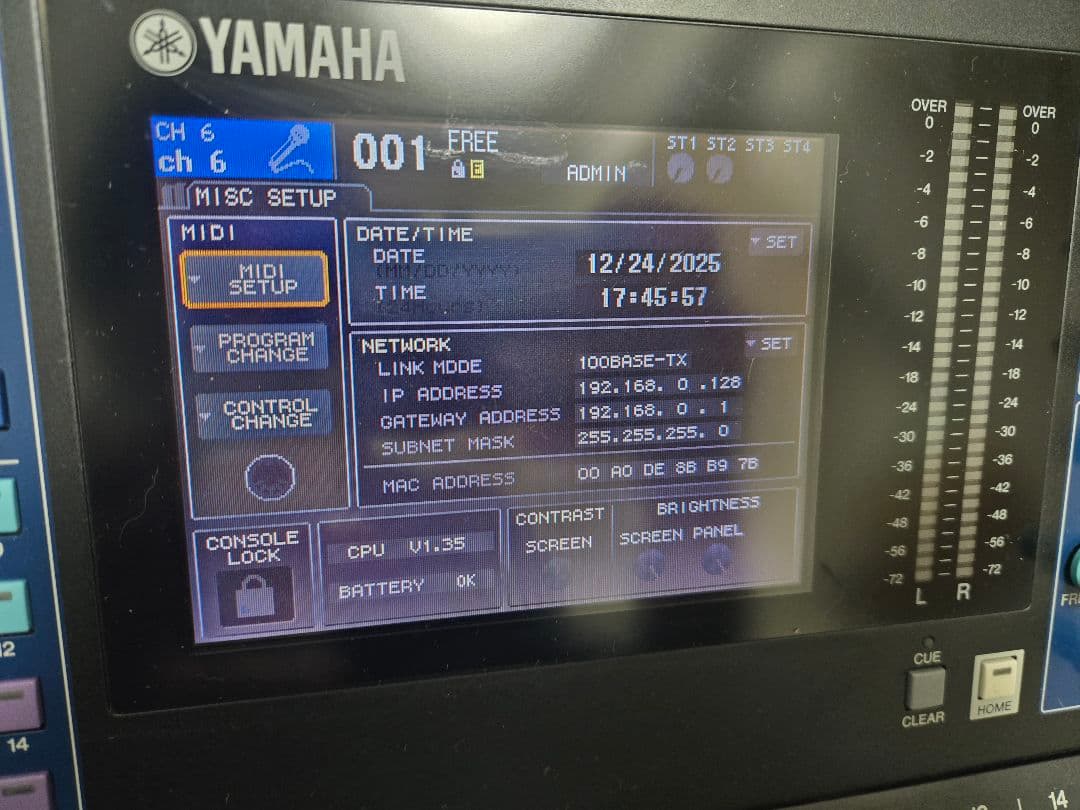 YAMAHA
CH 6
ch 6
001
FREE
E
ADMIN
ST1 ST2 ST3 ST4
MISC SETUP
MIDI
MIDI SETUP
PROGRAM CHANGE
CONTROL CHANGE
DATE/TIME
SET
DATE
12/24/2025
(MM/DD/YYYY)
TIME
17:45:57
(24HOURS)
NETWORK
SET
LINK MODE 100BASE-TX
IP ADDRESS 192.168. 0 .128
GATEWAY ADDRESS 192.168. 0 . 1
SUBNET MASK 255.255.255. 0
MAC ADDRESS 00 A0 DE 8B B9 7B
CONSOLE LOCK
CPU V1.35
BATTERY OK
CONTRAST
SCREEN
BRIGHTNESS
SCREEN PANEL
OVER OVER
0 0
-2 -2
-4 -4
-6 -6
-8 -8
-10 -10
-12 -12
-14 -14
-18 -18
-24 -24
-30 -30
-36 -36
-42 -42
-48 -48
-56 -56
-72 -72
L R
CUE
CLEAR
HOME
12
14
14